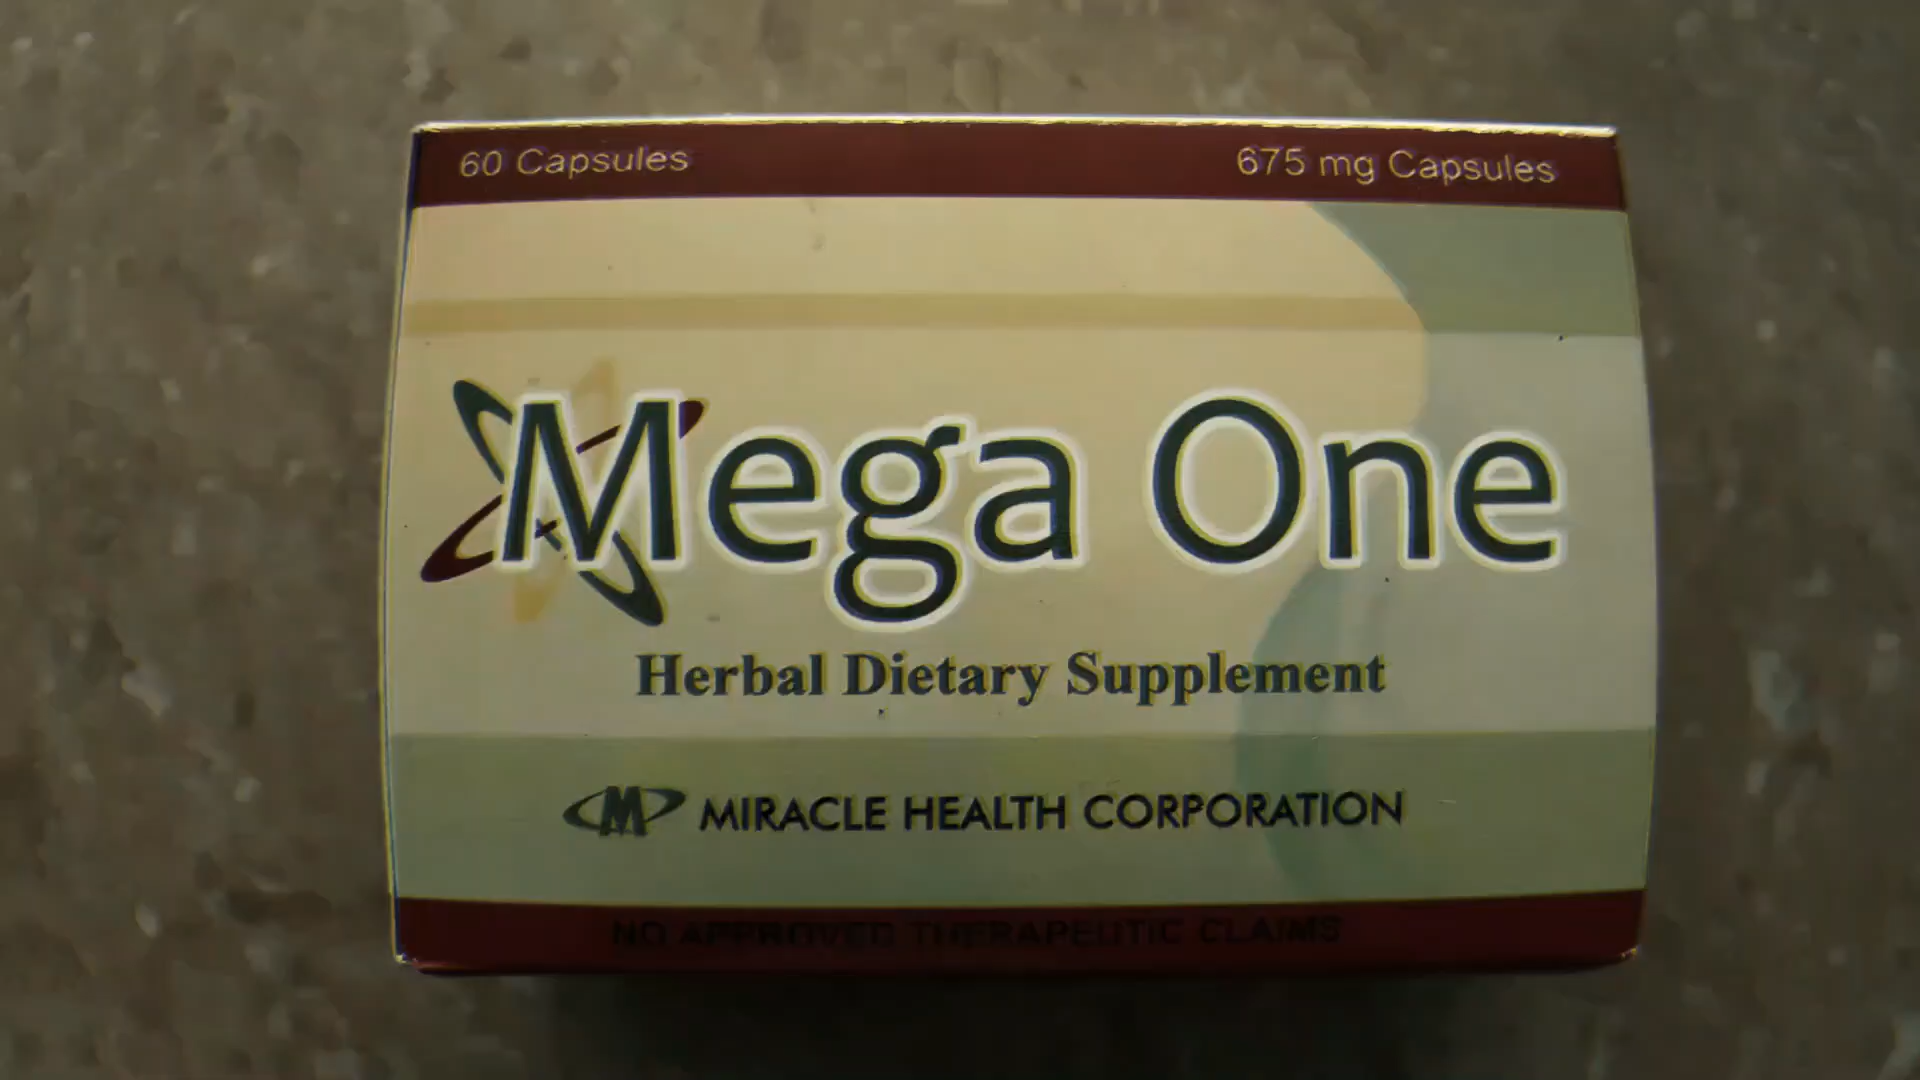 60 Capsules
675 mg Capsules
Mega One
Herbal Dietary Supplement
M MIRACLE HEALTH CORPORATION
NO APPROVED THERAPEUTIC CLAIMS